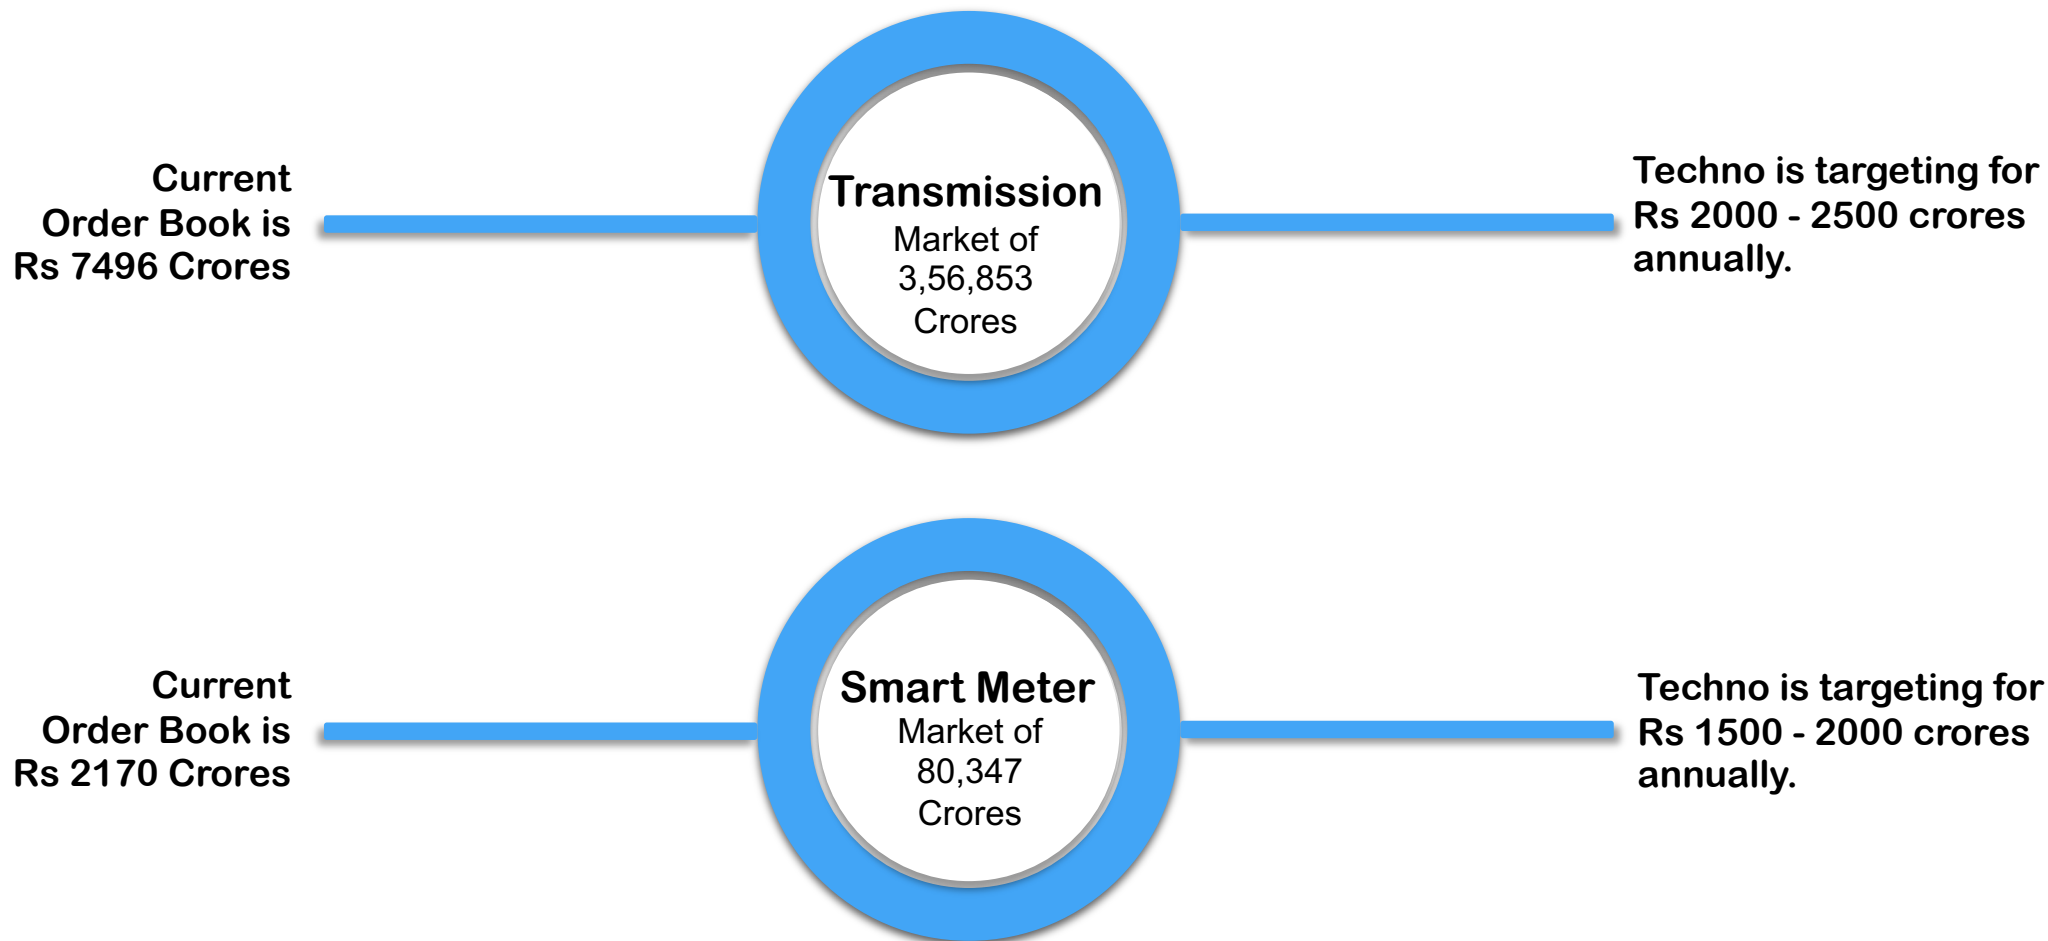 Current
Order Book is
Rs 7496 Crores
Transmission
Market of
3,56,853
Crores
Techno is targeting for
Rs 2000 - 2500 crores
annually.
Current
Order Book is
Rs 2170 Crores
Smart Meter
Market of
80,347
Crores
Techno is targeting for
Rs 1500 - 2000 crores
annually.